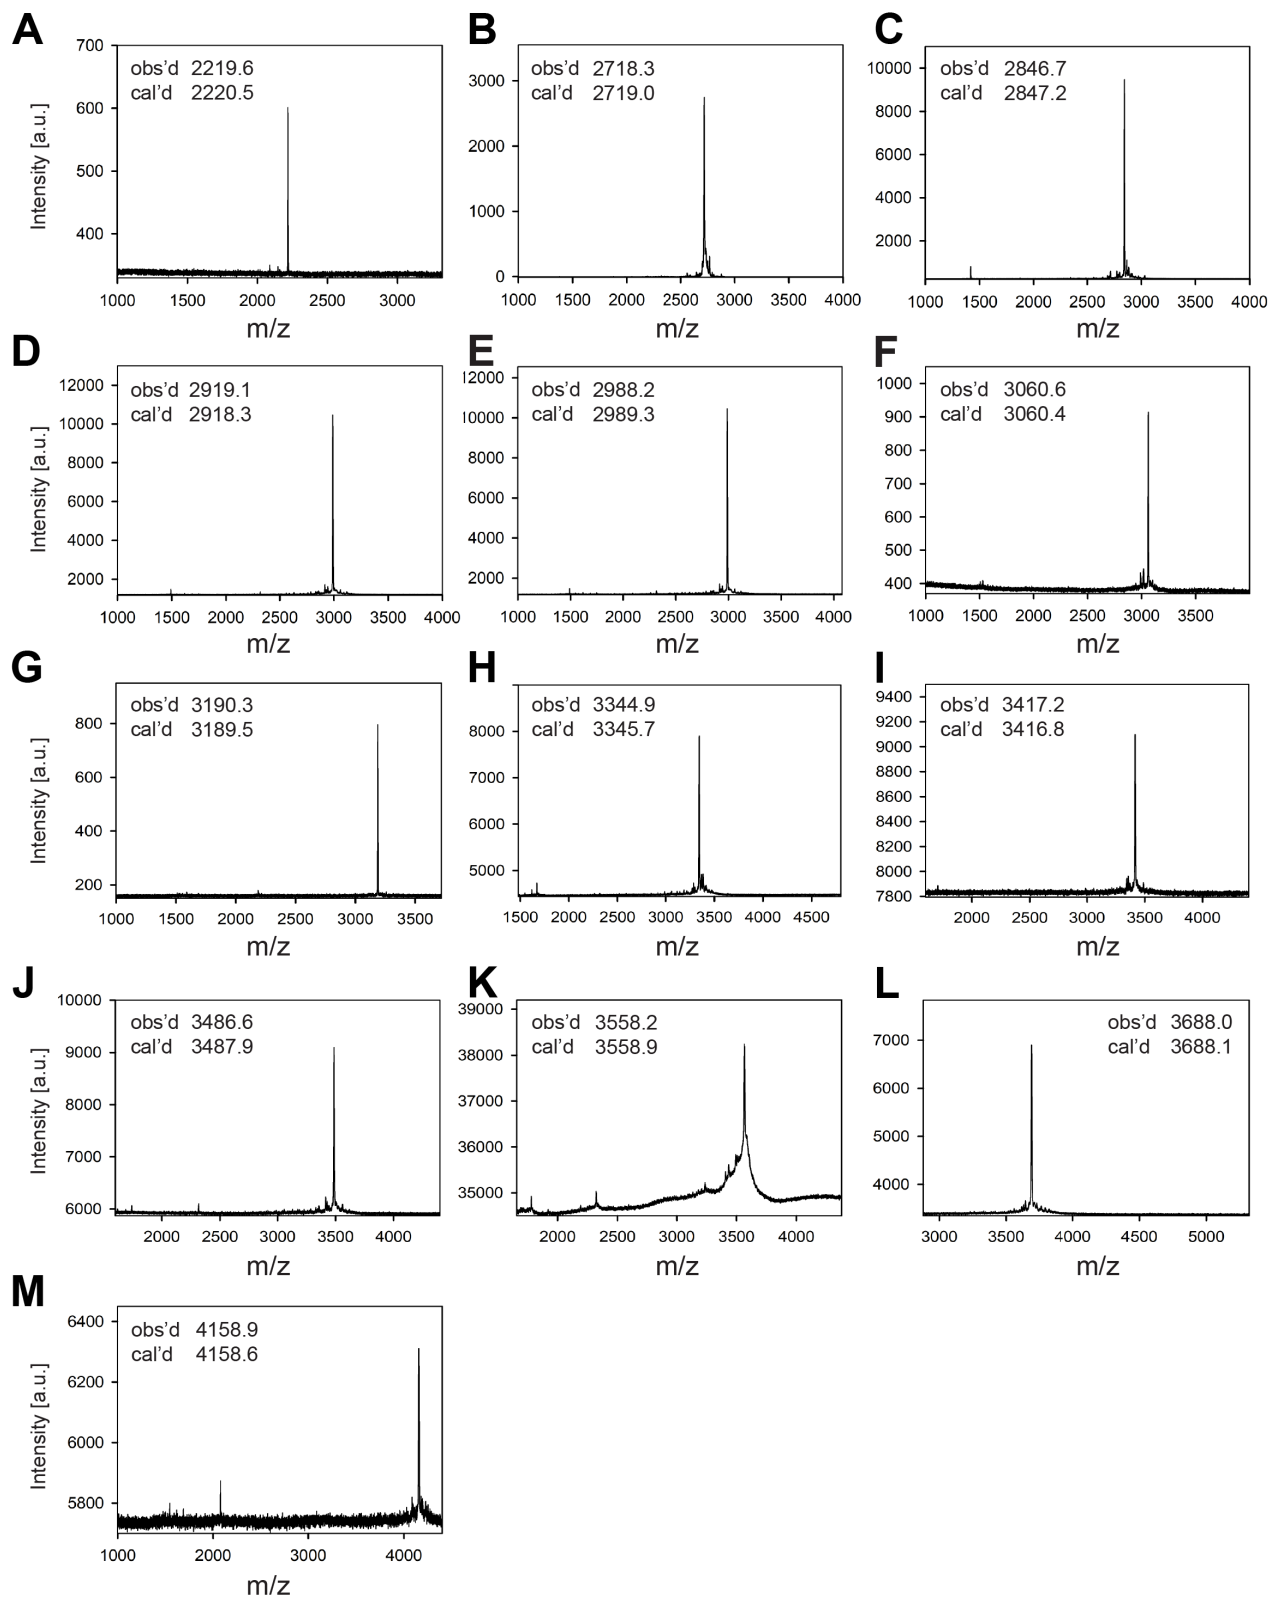 A
B
C
700
600
500
400
Intensity [a.u.]
obs'd 2219.6
cal'd 2220.5
1000 1500 2000 2500 3000
m/z
3000
2000
1000
0
obs'd 2718.3
cal'd 2719.0
1000 1500 2000 2500 3000 3500 4000
m/z
10000
8000
6000
4000
2000
obs'd 2846.7
cal'd 2847.2
1000 1500 2000 2500 3000 3500 4000
m/z
D
E
F
12000
10000
8000
6000
4000
2000
Intensity [a.u.]
obs'd 2919.1
cal'd 2918.3
1000 1500 2000 2500 3000 3500 4000
m/z
12000
10000
8000
6000
4000
2000
obs'd 2988.2
cal'd 2989.3
1000 1500 2000 2500 3000 3500 4000
m/z
1000
900
800
700
600
500
400
obs'd 3060.6
cal'd 3060.4
1000 1500 2000 2500 3000 3500
m/z
G
H
I
800
600
400
200
Intensity [a.u.]
obs'd 3190.3
cal'd 3189.5
1000 1500 2000 2500 3000 3500
m/z
8000
7000
6000
5000
obs'd 3344.9
cal'd 3345.7
1500 2000 2500 3000 3500 4000 4500
m/z
9400
9200
9000
8800
8600
8400
8200
8000
7800
obs'd 3417.2
cal'd 3416.8
2000 2500 3000 3500 4000
m/z
J
K
L
10000
9000
8000
7000
6000
Intensity [a.u.]
obs'd 3486.6
cal'd 3487.9
2000 2500 3000 3500 4000
m/z
39000
38000
37000
36000
35000
obs'd 3558.2
cal'd 3558.9
2000 2500 3000 3500 4000
m/z
7000
6000
5000
4000
obs'd 3688.0
cal'd 3688.1
3000 3500 4000 4500 5000
m/z
M
6400
6200
6000
5800
Intensity [a.u.]
obs'd 4158.9
cal'd 4158.6
1000 2000 3000 4000
m/z